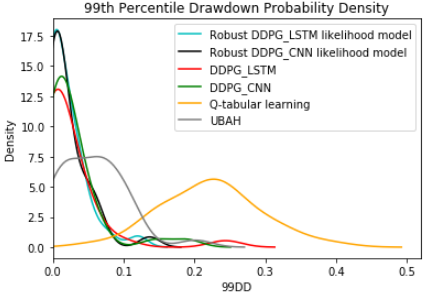 99th Percentile Drawdown Probability Density
Robust DDPG_LSTM likelihood model
Robust DDPG_CNN likelihood model
DDPG_LSTM
DDPG_CNN
Q-tabular learning
UBAH
Density
17.5
15.0
12.5
10.0
7.5
5.0
2.5
0.0
0.0 0.1 0.2 0.3 0.4 0.5
99DD